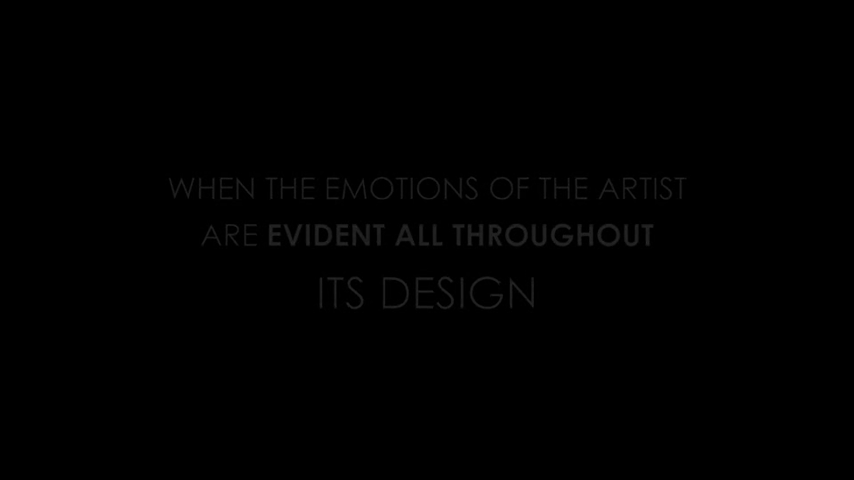 WHEN THE EMOTIONS OF THE ARTIST
ARE EVIDENT ALL THROUGHOUT
ITS DESIGN